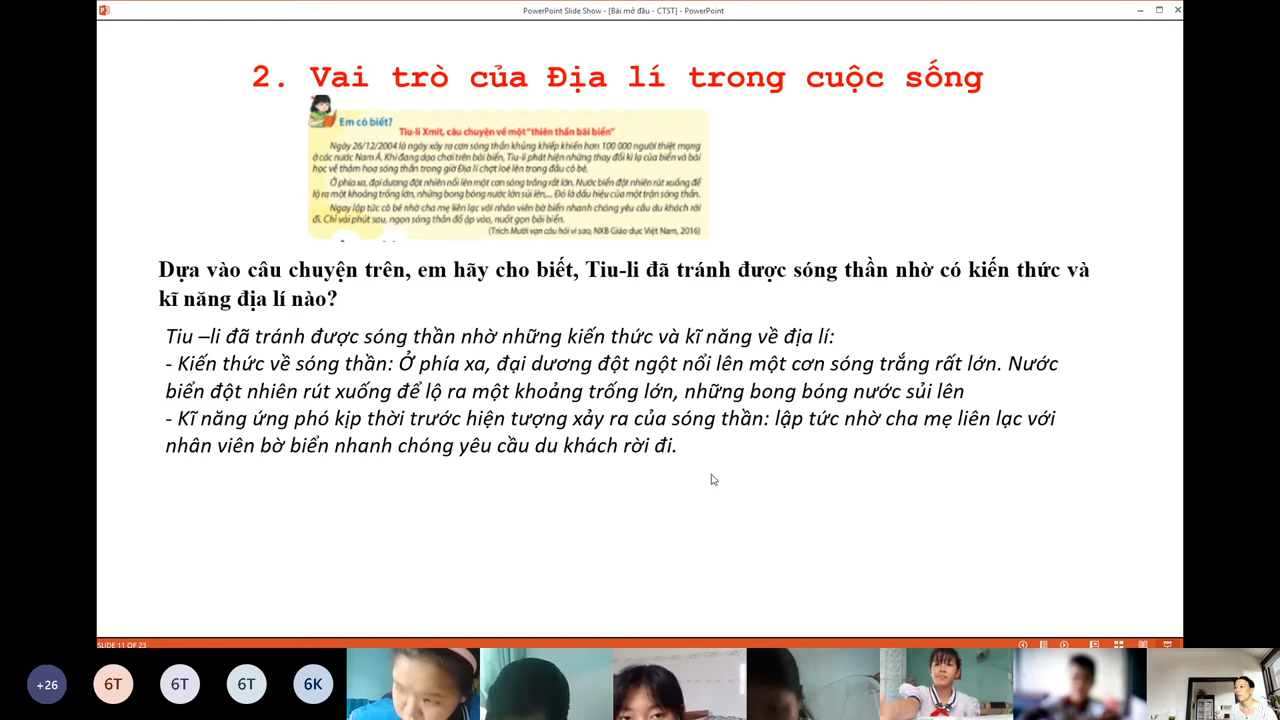 PowerPoint Slide Show - [Bài mở đầu - CTST] - PowerPoint
2. Vai trò của Địa lí trong cuộc sống
Em có biết?
Tiu-li Xmít, câu chuyện về một "thiên thần bãi biển"
Ngày 26/12/2004 là ngày xảy ra cơn sóng thần khủng khiếp khiến hơn 100 000 người thiệt mạng
ở các nước Nam Á. Khi đang dạo chơi trên bãi biển, Tiu-li phát hiện những thay đổi kì lạ của biển và bài
học về thảm hoạ sóng thần trong giờ Địa lí chợt loé lên trong đầu cô bé.
Ở phía xa, đại dương đột nhiên nổi lên một cơn sóng trắng rất lớn. Nước biển đột nhiên rút xuống để
lộ ra một khoảng trống lớn, những bong bóng nước lớn sủi lên,... Đó là dấu hiệu của một trận sóng thần.
Ngay lập tức cô bé nhờ cha mẹ liên lạc với nhân viên bờ biển nhanh chóng yêu cầu du khách rời
đi. Chỉ vài phút sau, ngọn sóng thần đổ ập vào, nuốt gọn bãi biển.
(Trích Mười vạn câu hỏi vì sao, NXB Giáo dục Việt Nam, 2016)
Dựa vào câu chuyện trên, em hãy cho biết, Tiu-li đã tránh được sóng thần nhờ có kiến thức và
kĩ năng địa lí nào?
Tiu –li đã tránh được sóng thần nhờ những kiến thức và kĩ năng về địa lí:
- Kiến thức về sóng thần: Ở phía xa, đại dương đột ngột nổi lên một cơn sóng trắng rất lớn. Nước
biển đột nhiên rút xuống để lộ ra một khoảng trống lớn, những bong bóng nước sủi lên
- Kĩ năng ứng phó kịp thời trước hiện tượng xảy ra của sóng thần: lập tức nhờ cha mẹ liên lạc với
nhân viên bờ biển nhanh chóng yêu cầu du khách rời đi.
SLIDE 11 OF 23
+26 6T 6T 6T 6K